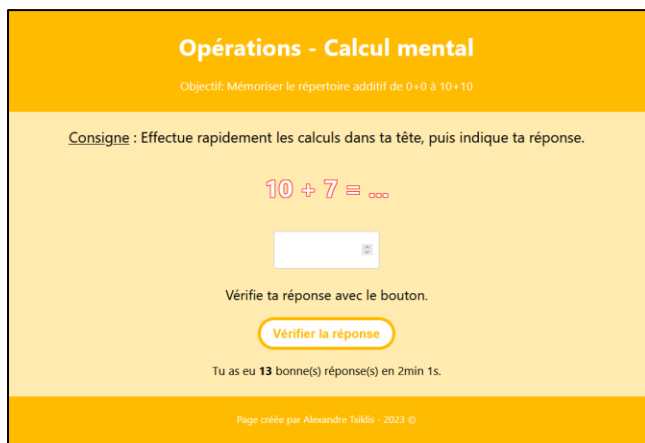 Opérations - Calcul mental
Objectif: Mémoriser le répertoire additif de 0+0 à 10+10
Consigne : Effectue rapidement les calculs dans ta tête, puis indique ta réponse.
10 + 7 = ...
Vérifie ta réponse avec le bouton.
Vérifier la réponse
Tu as eu 13 bonne(s) réponse(s) en 2min 1s.
Page créée par Alexandre Tsiklis - 2023 ©